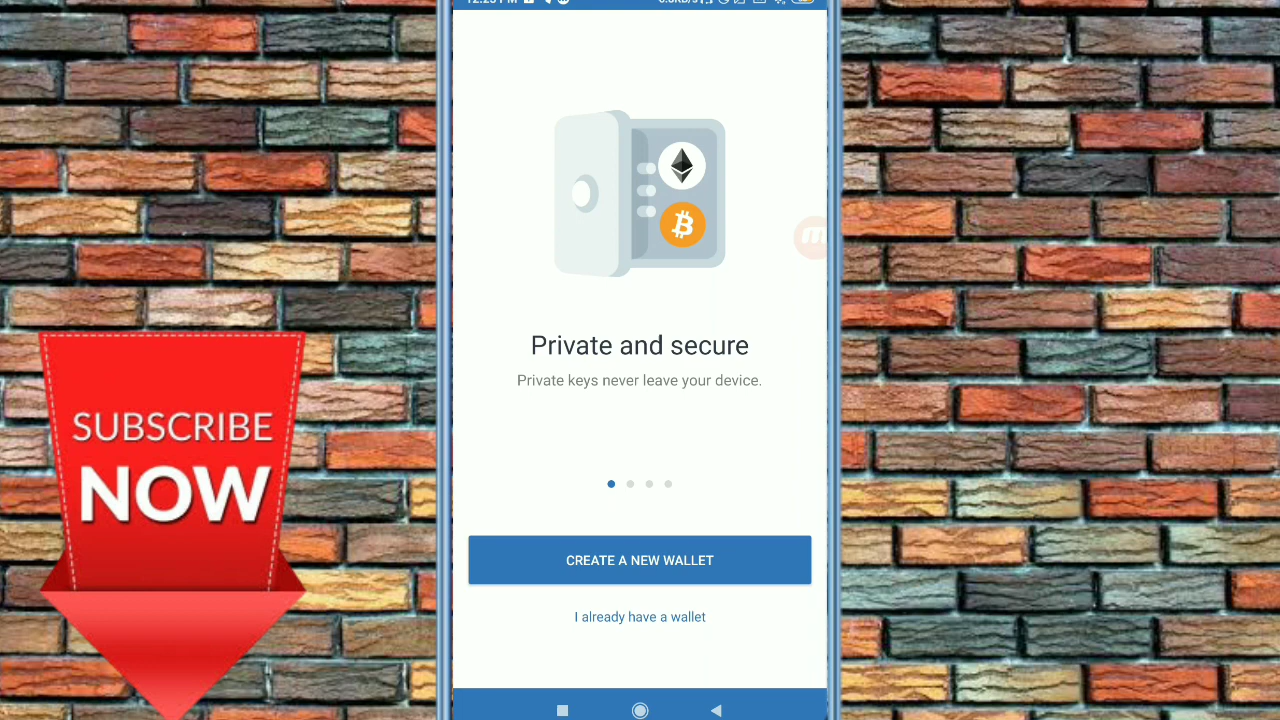 Private and secure
Private keys never leave your device.
CREATE A NEW WALLET
I already have a wallet
SUBSCRIBE
NOW